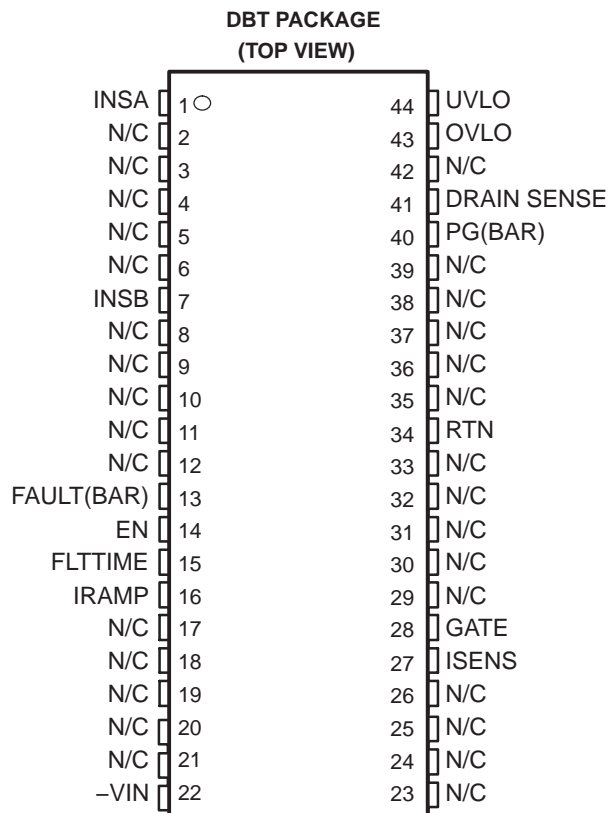 DBT PACKAGE
(TOP VIEW)
INSA 1 44 UVLO
N/C 2 43 OVLO
N/C 3 42 N/C
N/C 4 41 DRAIN SENSE
N/C 5 40 PG(BAR)
N/C 6 39 N/C
INSB 7 38 N/C
N/C 8 37 N/C
N/C 9 36 N/C
N/C 10 35 N/C
N/C 11 34 RTN
N/C 12 33 N/C
FAULT(BAR) 13 32 N/C
EN 14 31 N/C
FLTTIME 15 30 N/C
IRAMP 16 29 N/C
N/C 17 28 GATE
N/C 18 27 ISENS
N/C 19 26 N/C
N/C 20 25 N/C
N/C 21 24 N/C
–VIN 22 23 N/C